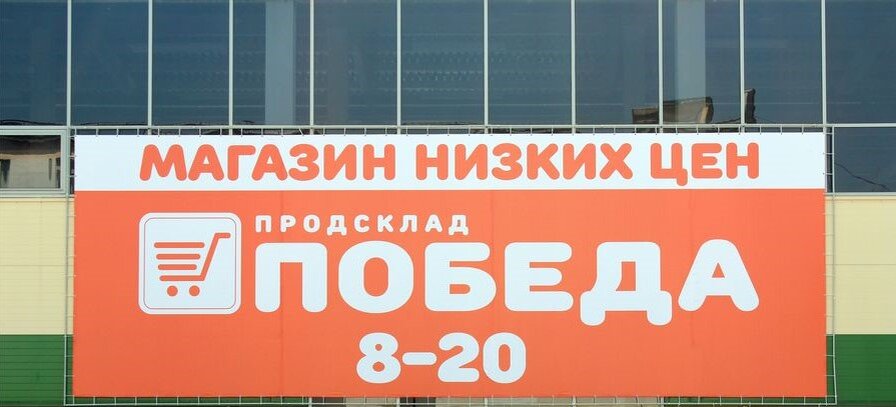 МАГАЗИН НИЗКИХ ЦЕН
ПРОДСКЛАД
ПОБЕДА
8-20